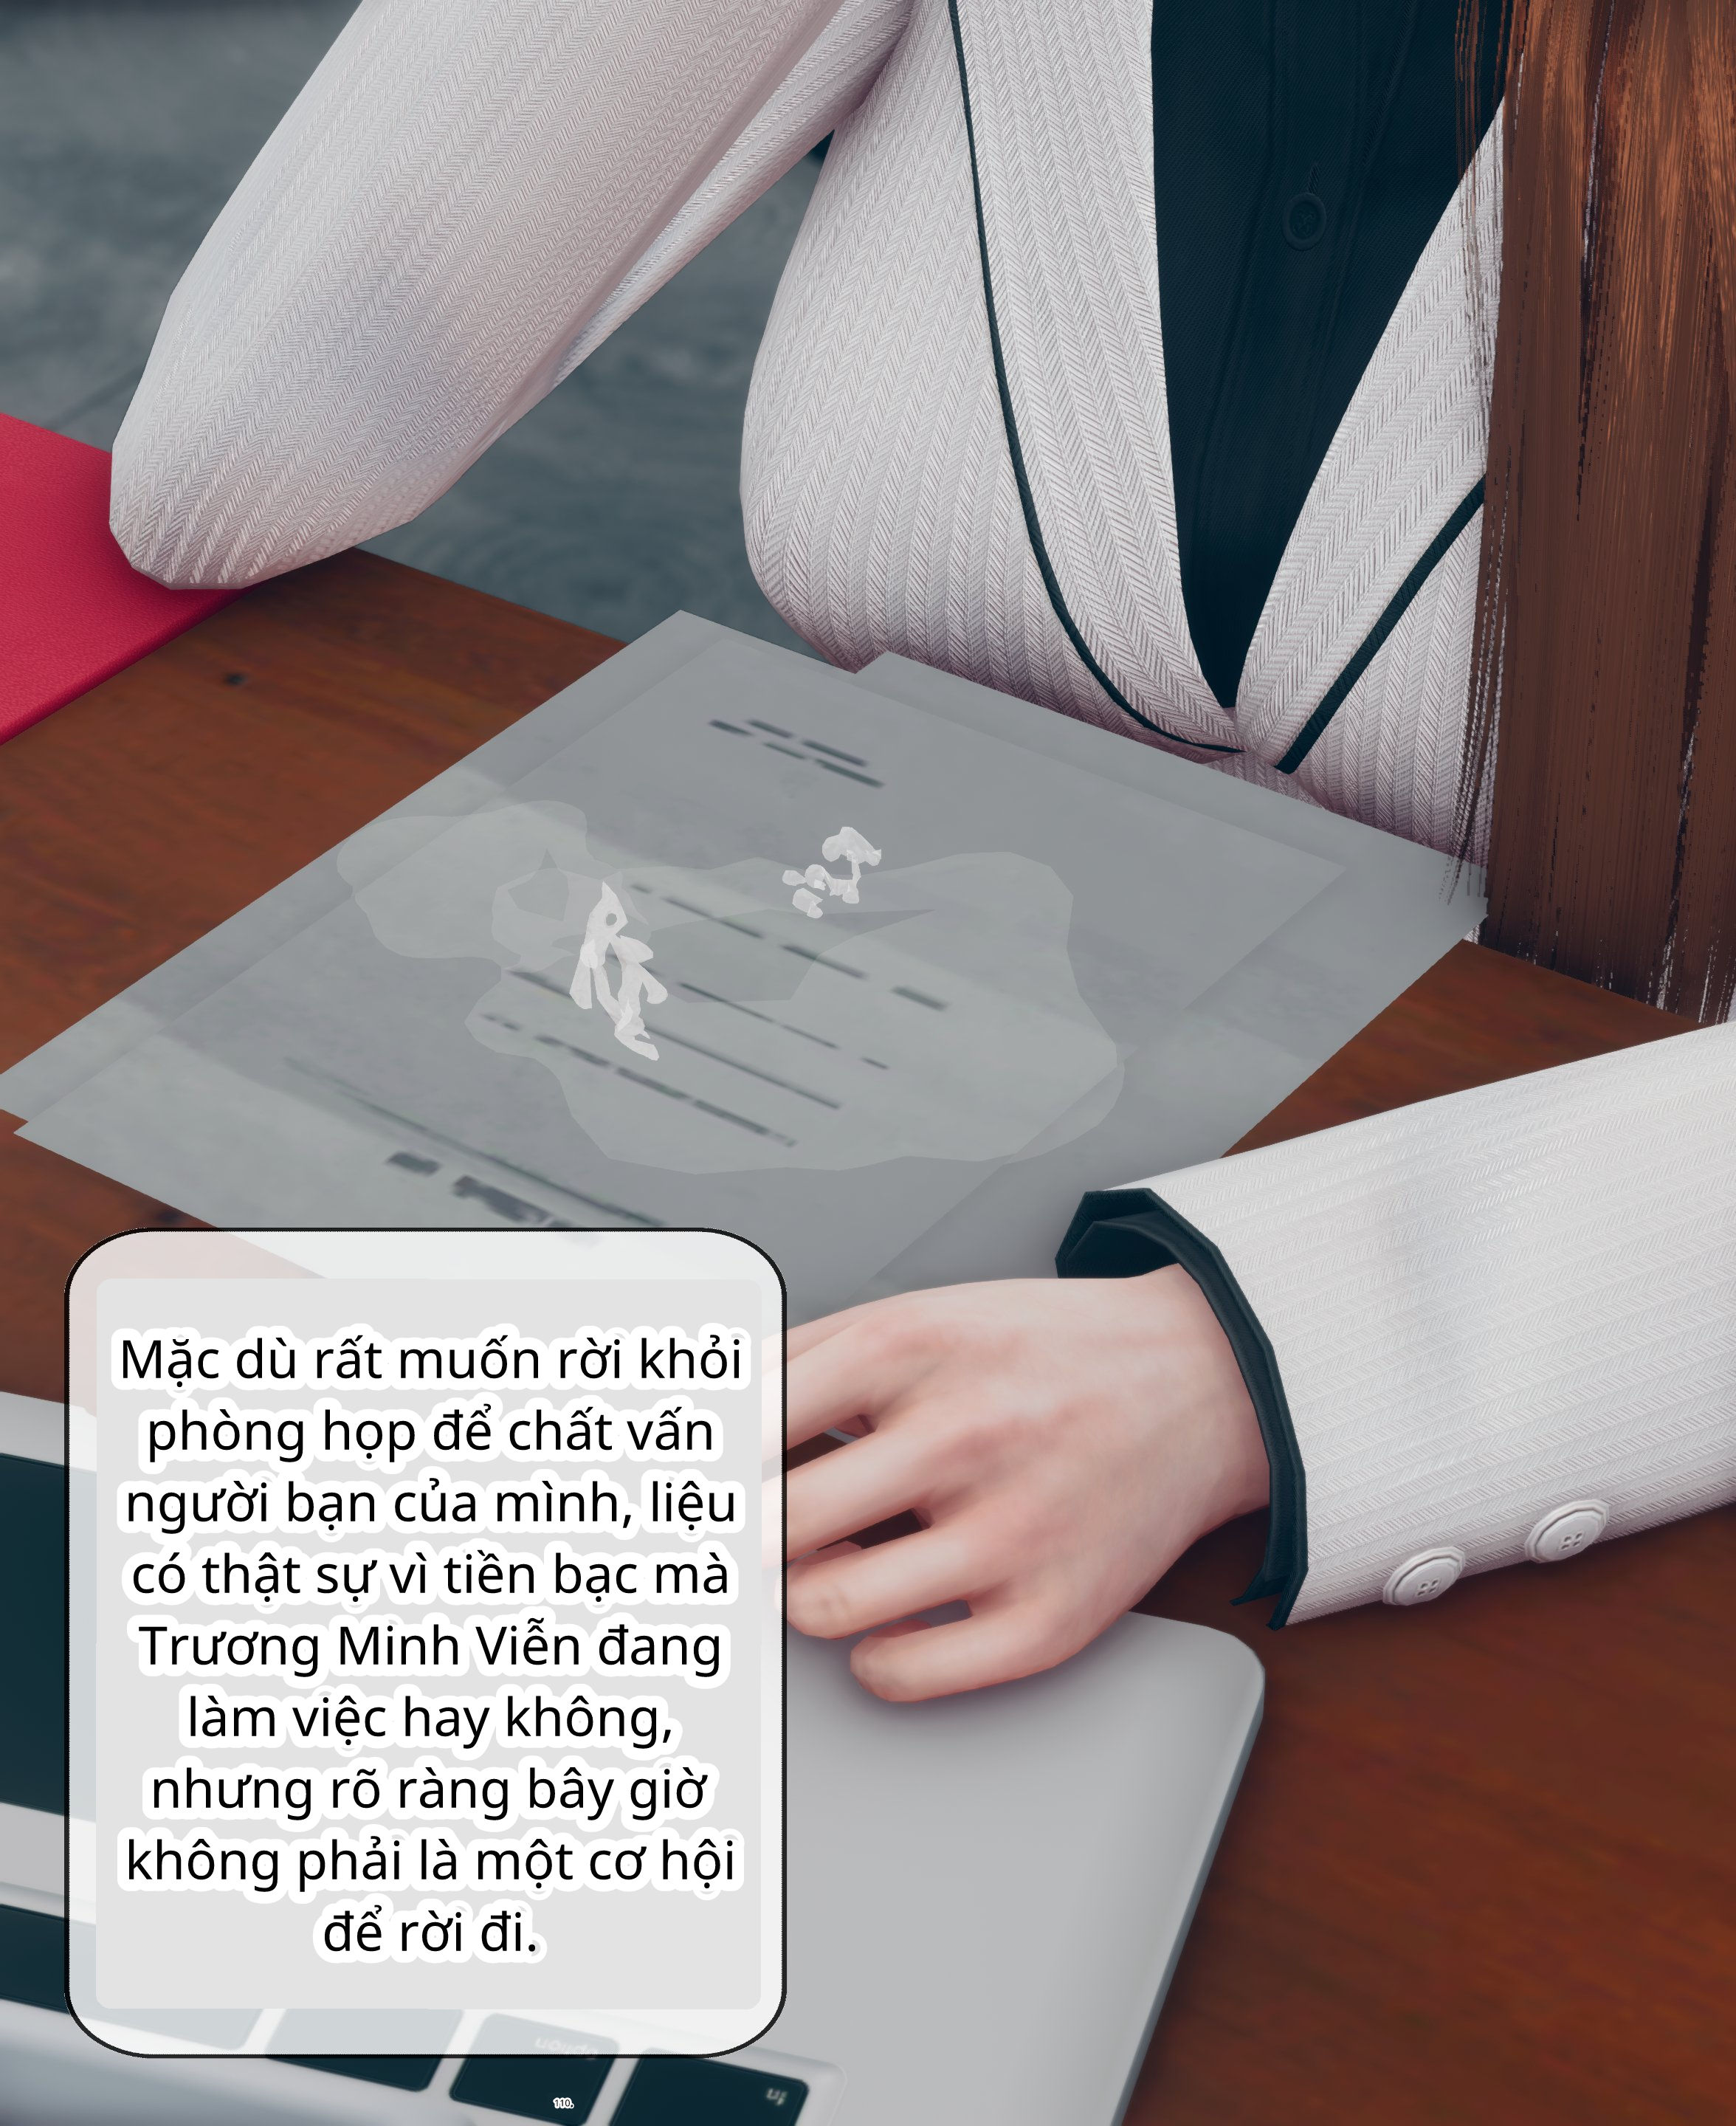 Mặc dù rất muốn rời khỏi
phòng họp để chất vấn
người bạn của mình, liệu
có thật sự vì tiền bạc mà
Trương Minh Viễn đang
làm việc hay không,
nhưng rõ ràng bây giờ
không phải là một cơ hội
để rời đi.
option
110.